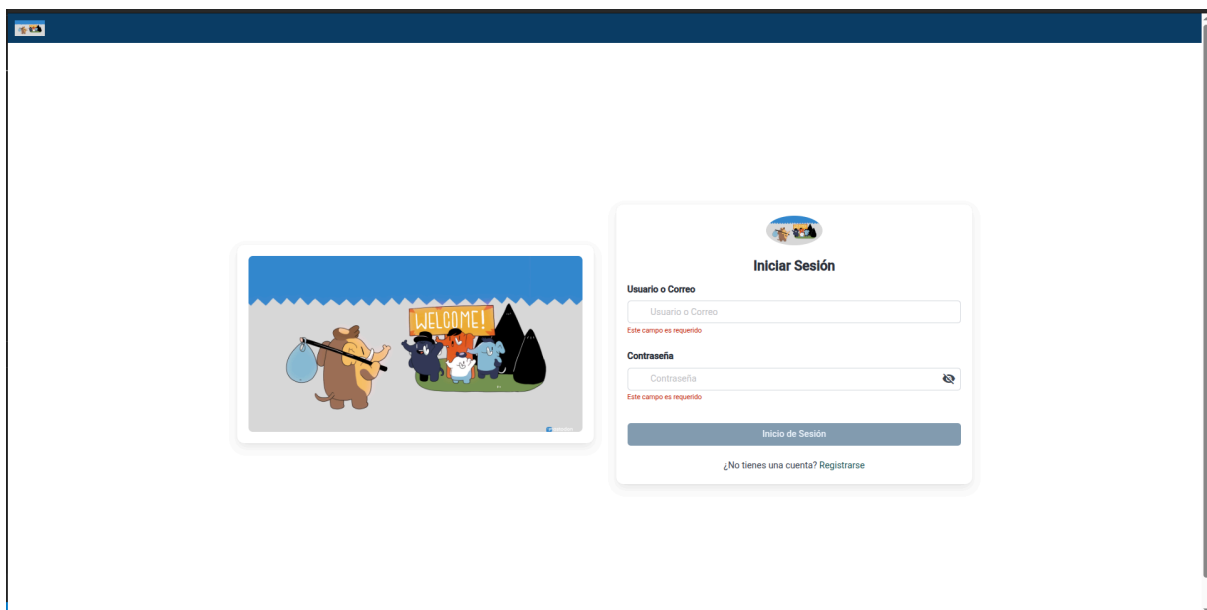 WELCOME!
Iniciar Sesión
Usuario o Correo
Usuario o Correo
Este campo es requerido
Contraseña
Contraseña
Este campo es requerido
Inicio de Sesión
¿No tienes una cuenta? Registrarse